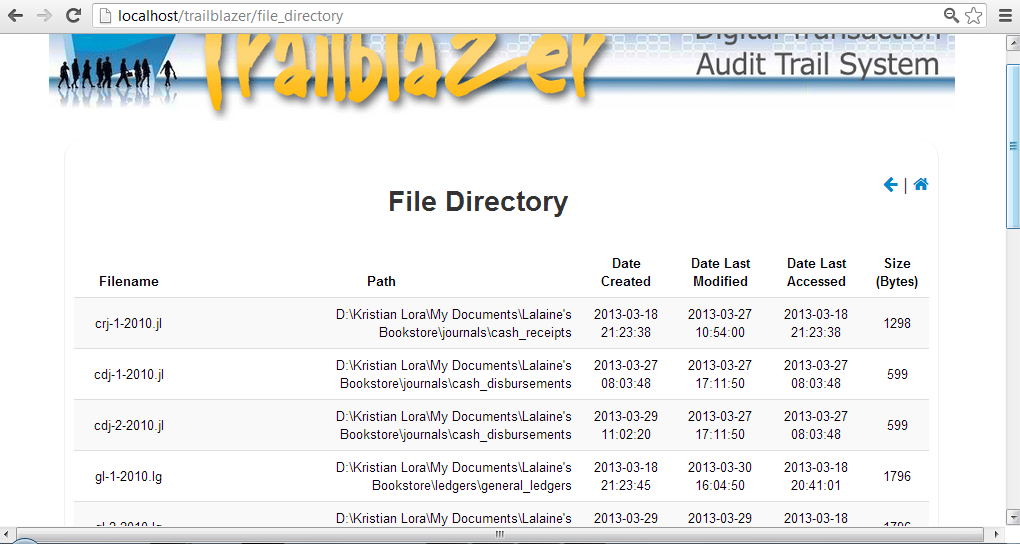 localhost/trailblazer/file_directory
Trailblazer
Digital Transaction
Audit Trail System
File Directory
|
Filename Path Date Created Date Last Modified Date Last Accessed Size (Bytes)
crj-1-2010.jl D:\Kristian Lora\My Documents\Lalaine's 2013-03-18 2013-03-27 2013-03-18 1298
Bookstore\journals\cash_receipts 21:23:38 10:54:00 21:23:38
cdj-1-2010.jl D:\Kristian Lora\My Documents\Lalaine's 2013-03-27 2013-03-27 2013-03-27 599
Bookstore\journals\cash_disbursements 08:03:48 17:11:50 08:03:48
cdj-2-2010.jl D:\Kristian Lora\My Documents\Lalaine's 2013-03-29 2013-03-27 2013-03-27 599
Bookstore\journals\cash_disbursements 11:02:20 17:11:50 08:03:48
gl-1-2010.lg D:\Kristian Lora\My Documents\Lalaine's 2013-03-18 2013-03-30 2013-03-18 1796
Bookstore\ledgers\general_ledgers 21:23:45 16:04:50 20:41:01
gl-2-2010.lg D:\Kristian Lora\My Documents\Lalaine's 2013-03-29 2013-03-27 2013-03-18 1796